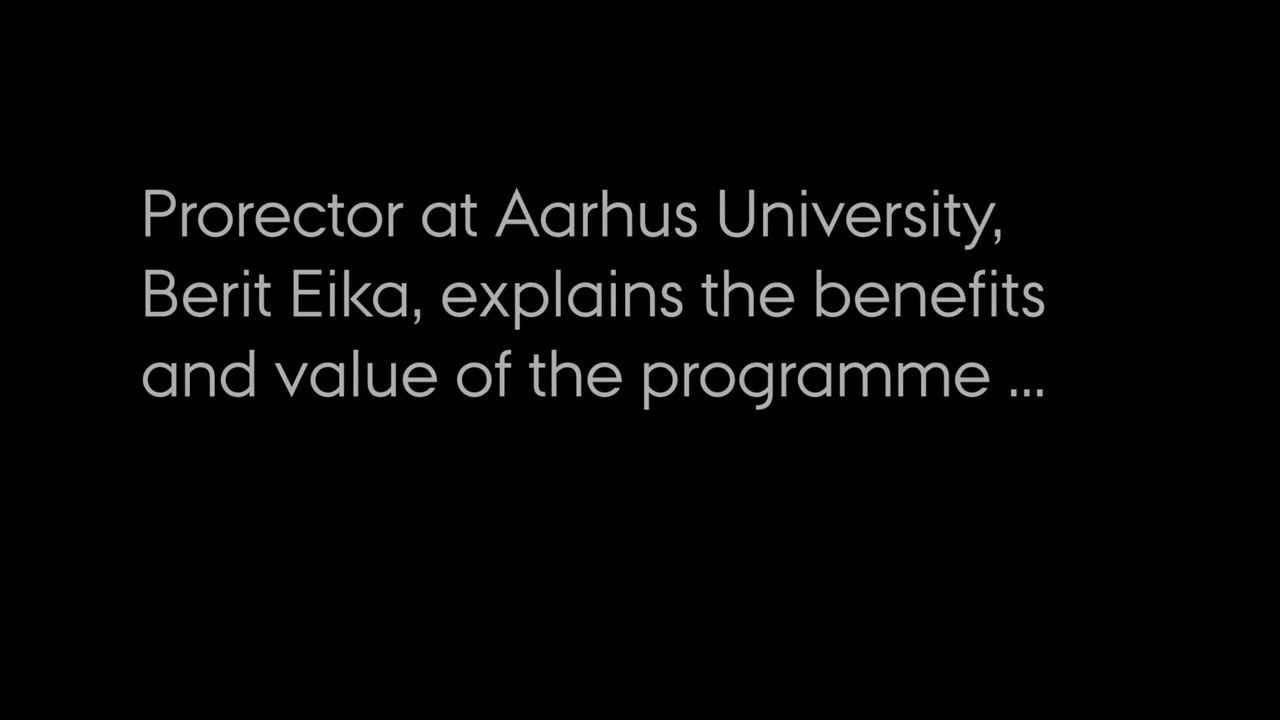 Prorector at Aarhus University,
Berit Eika, explains the benefits
and value of the programme ...